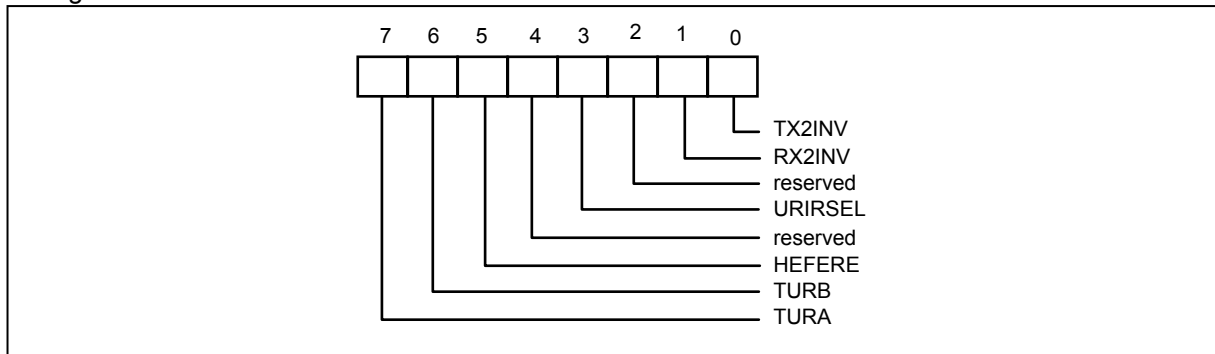 7 6 5 4 3 2 1 0
TX2INV
RX2INV
reserved
URIRSEL
reserved
HEFERE
TURB
TURA